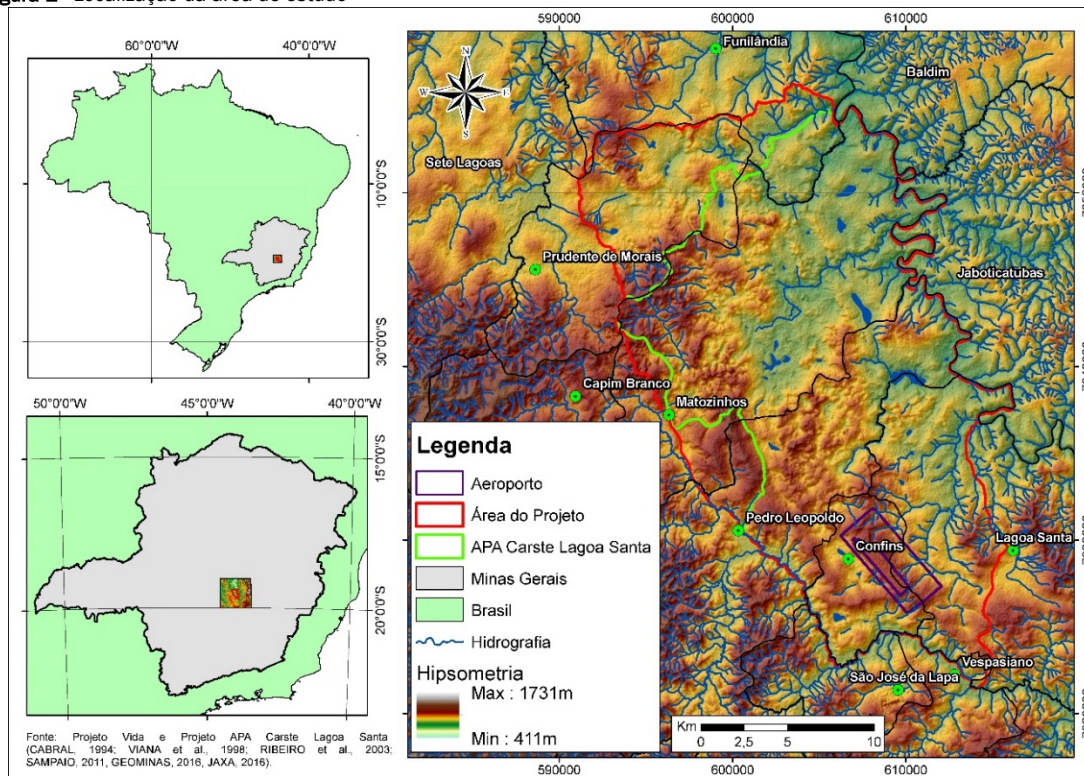 60°0'0"W
40°0'0"W
10°0'0"S
30°0'0"S
50°0'0"W
45°0'0"W
40°0'0"W
15°0'0"S
20°0'0"S
Fonte: Projeto Vida e Projeto APA Carste Lagoa Santa
(CABRAL, 1994; VIANA et al., 1998; RIBEIRO et al., 2003;
SAMPAIO, 2011, GEOMINAS, 2016, JAXA, 2016).
590000
600000
610000
N
W
E
S
Funilândia
Baldim
Sete Lagoas
Prudente de Morais
Jaboticatubas
Capim Branco
Matozinhos
Pedro Leopoldo
Confins
Lagoa Santa
Vespasiano
São José da Lapa
Legenda
Aeroporto
Área do Projeto
APA Carste Lagoa Santa
Minas Gerais
Brasil
Hidrografia
Hipsometria
Max : 1731m
Min : 411m
Km
0
2,5
5
10
590000
600000
610000